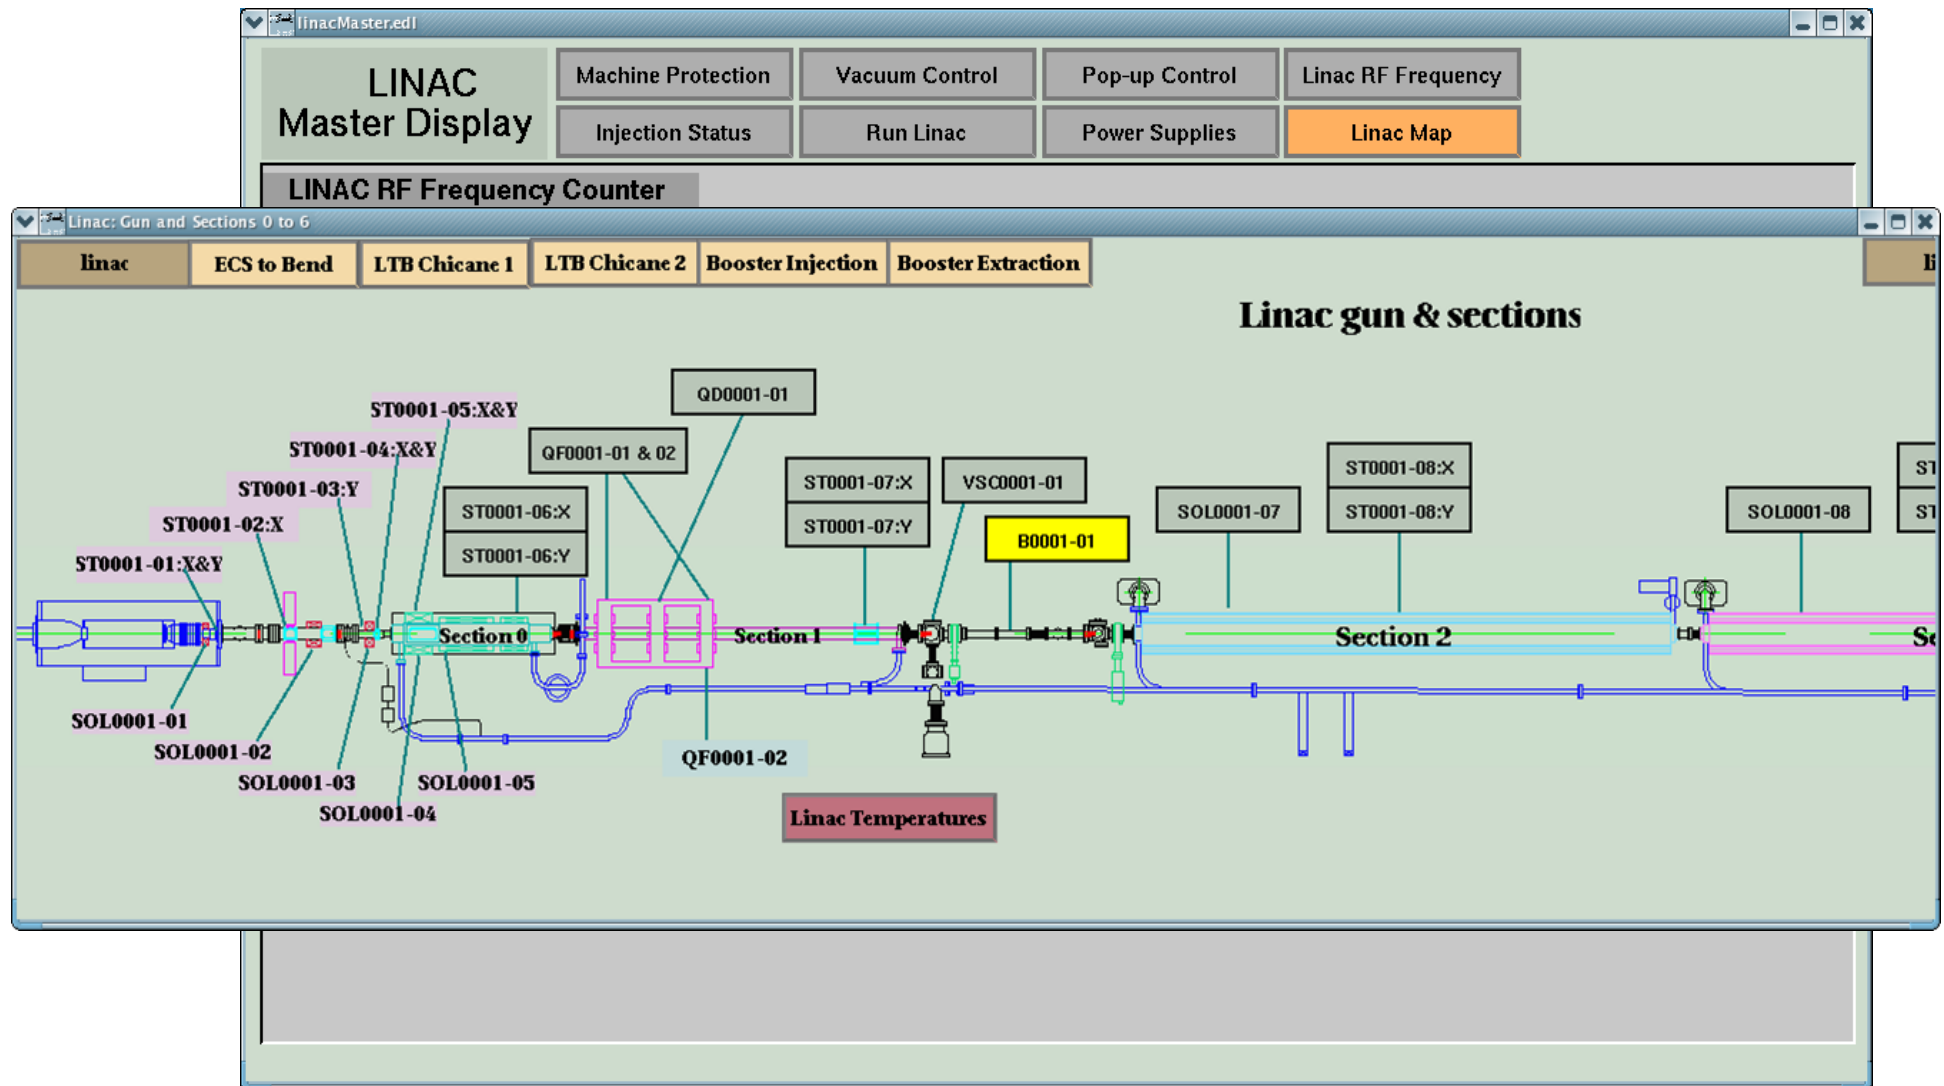 linacMaster.edl
LINAC
Master Display
Machine Protection
Vacuum Control
Pop-up Control
Linac RF Frequency
Injection Status
Run Linac
Power Supplies
Linac Map
LINAC RF Frequency Counter
Linac: Gun and Sections 0 to 6
linac
ECS to Bend
LTB Chicane 1
LTB Chicane 2
Booster Injection
Booster Extraction
li
Linac gun & sections
QD0001-01
ST0001-05:X&Y
ST0001-04:X&Y
QF0001-01 & 02
ST0001-03:Y
ST0001-02:X
ST0001-01:X&Y
ST0001-06:X
ST0001-06:Y
ST0001-07:X
ST0001-07:Y
VSC0001-01
B0001-01
SOL0001-07
ST0001-08:X
ST0001-08:Y
SOL0001-08
ST
ST
Section 0
Section 1
Section 2
Se
SOL0001-01
SOL0001-02
SOL0001-03
SOL0001-04
SOL0001-05
QF0001-02
Linac Temperatures